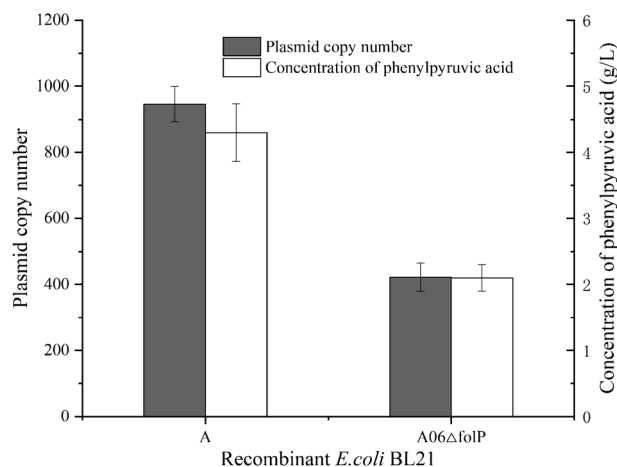 Plasmid copy number
Concentration of phenylpyruvic acid
1200
1000
800
600
400
200
0
Plasmid copy number
6
5
4
3
2
1
0
Concentration of phenylpyruvic acid (g/L)
A
A06△folP
Recombinant E.coli BL21